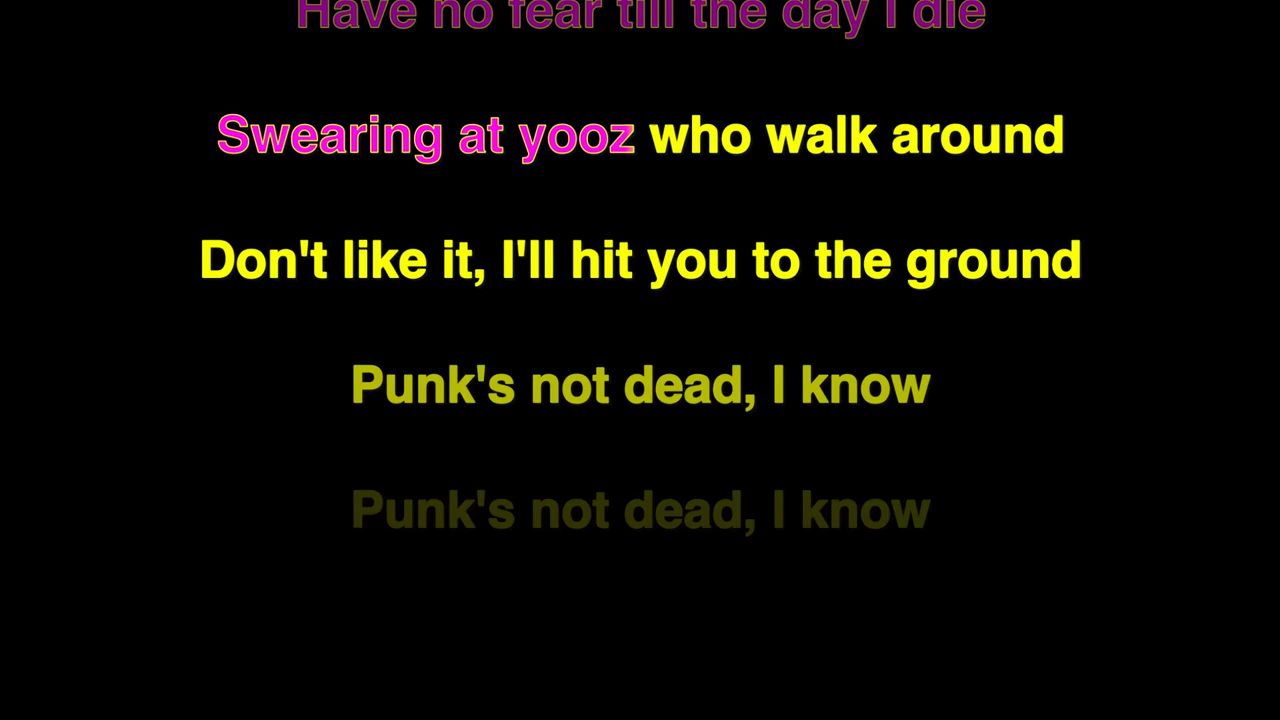 Have no fear till the day I die
Swearing at yooz who walk around
Don't like it, I'll hit you to the ground
Punk's not dead, I know
Punk's not dead, I know